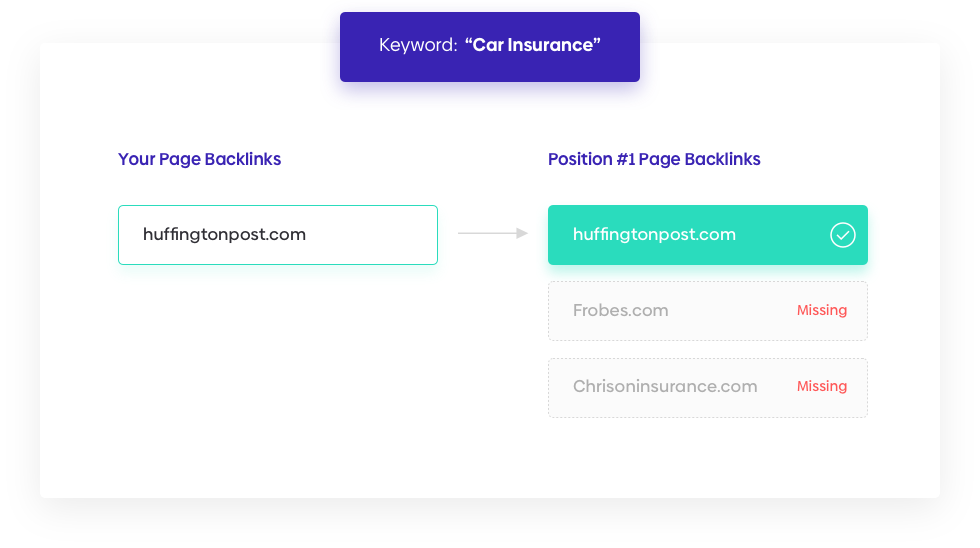 Keyword: “Car Insurance”
Your Page Backlinks
Position #1 Page Backlinks
huffingtonpost.com
huffingtonpost.com
Frobes.com Missing
Chrisoninsurance.com Missing